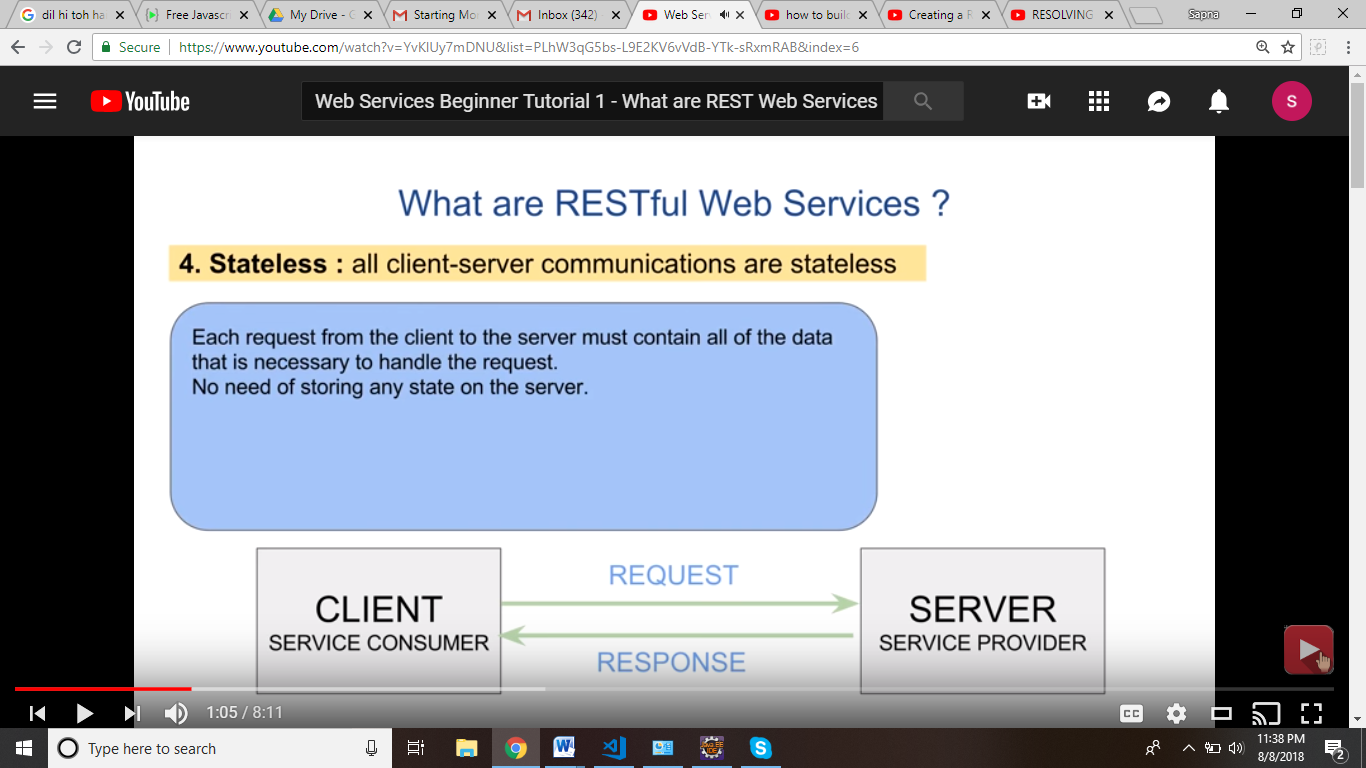 dil hi toh ha
Free Javascr
My Drive - G
Starting Mo
Inbox (342)
Web Ser
how to buil
Creating a F
RESOLVING
Sapna
Secure
https://www.youtube.com/watch?v=YvKlUy7mDNU&list=PLhW3qG5bs-L9E2KV6vVdB-YTk-sRxmRAB&index=6
YouTube
Web Services Beginner Tutorial 1 - What are REST Web Services
S
What are RESTful Web Services ?
4. Stateless : all client-server communications are stateless
Each request from the client to the server must contain all of the data
that is necessary to handle the request.
No need of storing any state on the server.
REQUEST
CLIENT
SERVICE CONSUMER
SERVER
SERVICE PROVIDER
RESPONSE
1:05 / 8:11
CC
Type here to search
11:38 PM
8/8/2018
2